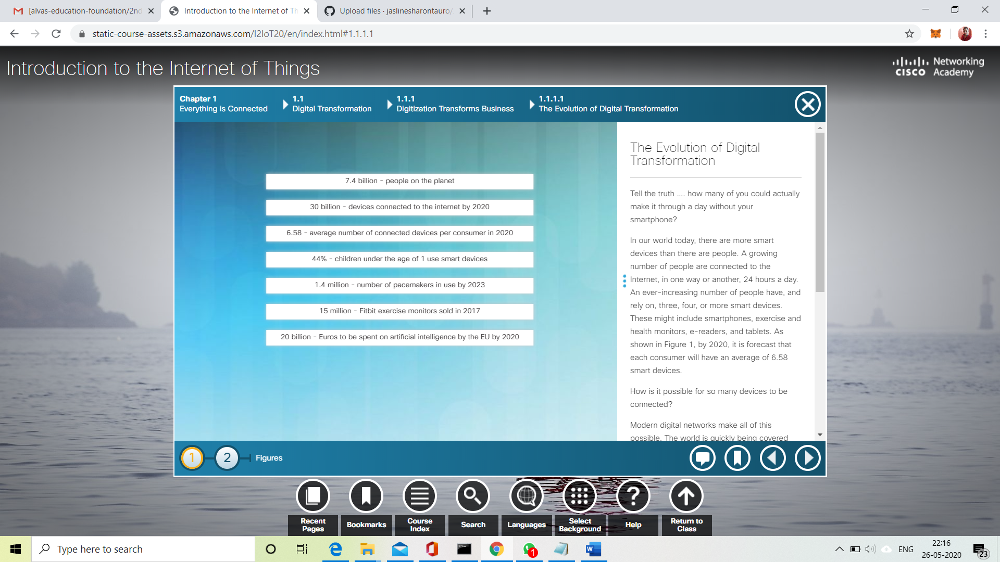 [alvas-education-foundation/2nd
Introduction to the Internet of Th
Upload files · jaslinesharontauro/
static-course-assets.s3.amazonaws.com/I2IoT20/en/index.html#1.1.1.1
Introduction to the Internet of Things
CISCO Networking Academy
Chapter 1
Everything is Connected
1.1
Digital Transformation
1.1.1
Digitization Transforms Business
1.1.1.1
The Evolution of Digital Transformation
7.4 billion - people on the planet
30 billion - devices connected to the internet by 2020
6.58 - average number of connected devices per consumer in 2020
44% - children under the age of 1 use smart devices
1.4 million - number of pacemakers in use by 2023
15 million - Fitbit exercise monitors sold in 2017
20 billion - Euros to be spent on artificial intelligence by the EU by 2020
The Evolution of Digital
Transformation
Tell the truth .... how many of you could actually
make it through a day without your
smartphone?
In our world today, there are more smart
devices than there are people. A growing
number of people are connected to the
Internet, in one way or another, 24 hours a day.
An ever-increasing number of people have, and
rely on, three, four, or more smart devices.
These might include smartphones, exercise and
health monitors, e-readers, and tablets. As
shown in Figure 1, by 2020, it is forecast that
each consumer will have an average of 6.58
smart devices.
How is it possible for so many devices to be
connected?
Modern digital networks make all of this
possible. The world is quickly being covered
1
2
Figures
Recent
Pages
Bookmarks
Course
Index
Search
Languages
Select
Background
?
Help
Return to
Class
Type here to search
1
W
ENG
22:16
26-05-2020
23